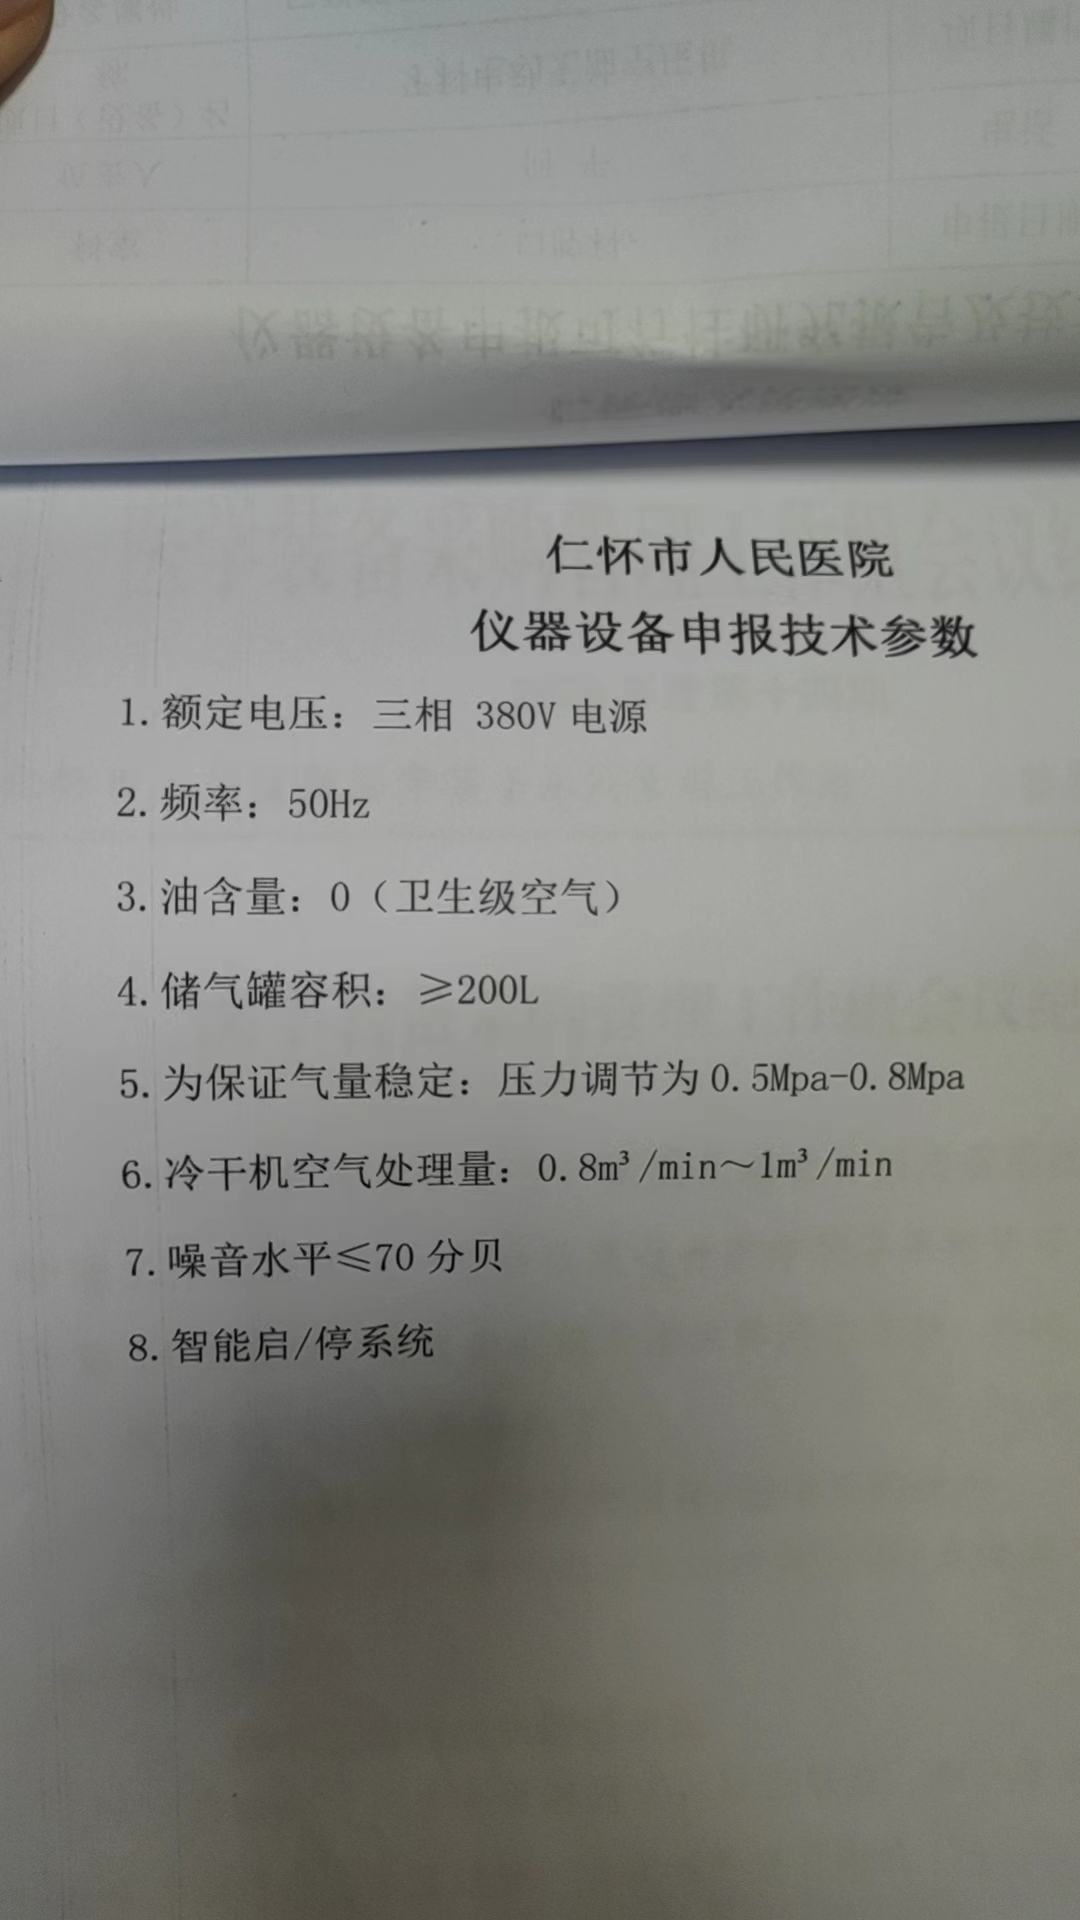 仁怀市人民医院
仪器设备申报技术参数
1. 额定电压：三相 380V 电源
2. 频率：50Hz
3. 油含量：0（卫生级空气）
4. 储气罐容积：≥200L
5. 为保证气量稳定：压力调节为 0.5Mpa-0.8Mpa
6. 冷干机空气处理量：0.8m³/min～1m³/min
7. 噪音水平≤70 分贝
8. 智能启/停系统